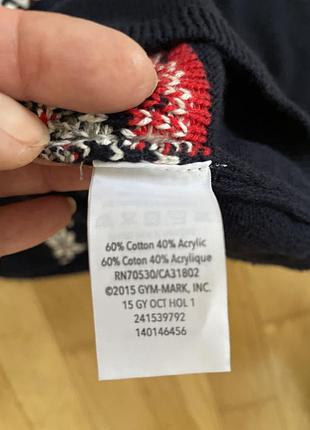 60% Cotton 40% Acrylic
60% Coton 40% Acrylique
RN70530/CA31802
©2015 GYM-MARK, INC.
15 GY OCT HOL 1
241539792
140146456